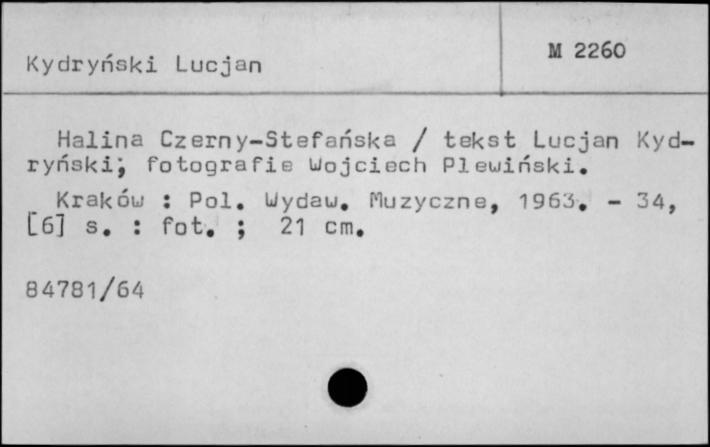 Kydryński Lucjan
M 2260
Halina Czerny-Stefańska / tekst Lucjan Kyd-
ryński; fotografie Wojciech Plewiński.
Kraków : Pol. Wydaw. Muzyczne, 1963. - 34,
[6] s. : fot. ; 21 cm.
84781/64